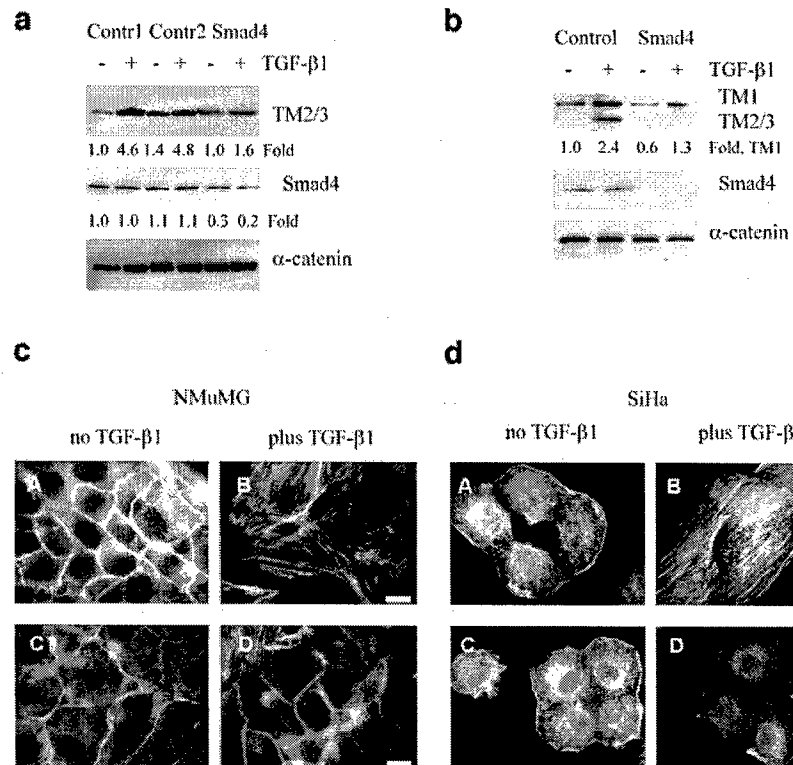 a
Contr1 Contr2 Smad4
- + - + - + TGF-β1
TM2/3
1.0 4.6 1.4 4.8 1.0 1.6 Fold
Smad4
1.0 1.0 1.1 1.1 0.3 0.2 Fold
α-catenin
b
Control Smad4
- + - + TGF-β1
TM1
TM2/3
1.0 2.4 0.6 1.3 Fold, TM1
Smad4
α-catenin
c
NMuMG
no TGF-β1 plus TGF-β1
A B
C D
d
SiHa
no TGF-β1 plus TGF-β
A B
C D